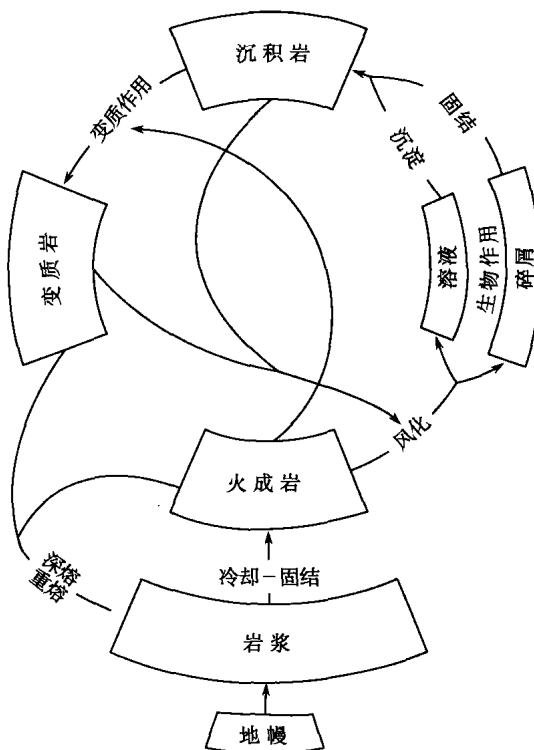 沉积岩
变质作用
固结
沉淀
变质岩
溶液
生物作用
碎屑
风化
火成岩
深熔
重熔
冷却-固结
岩浆
地幔